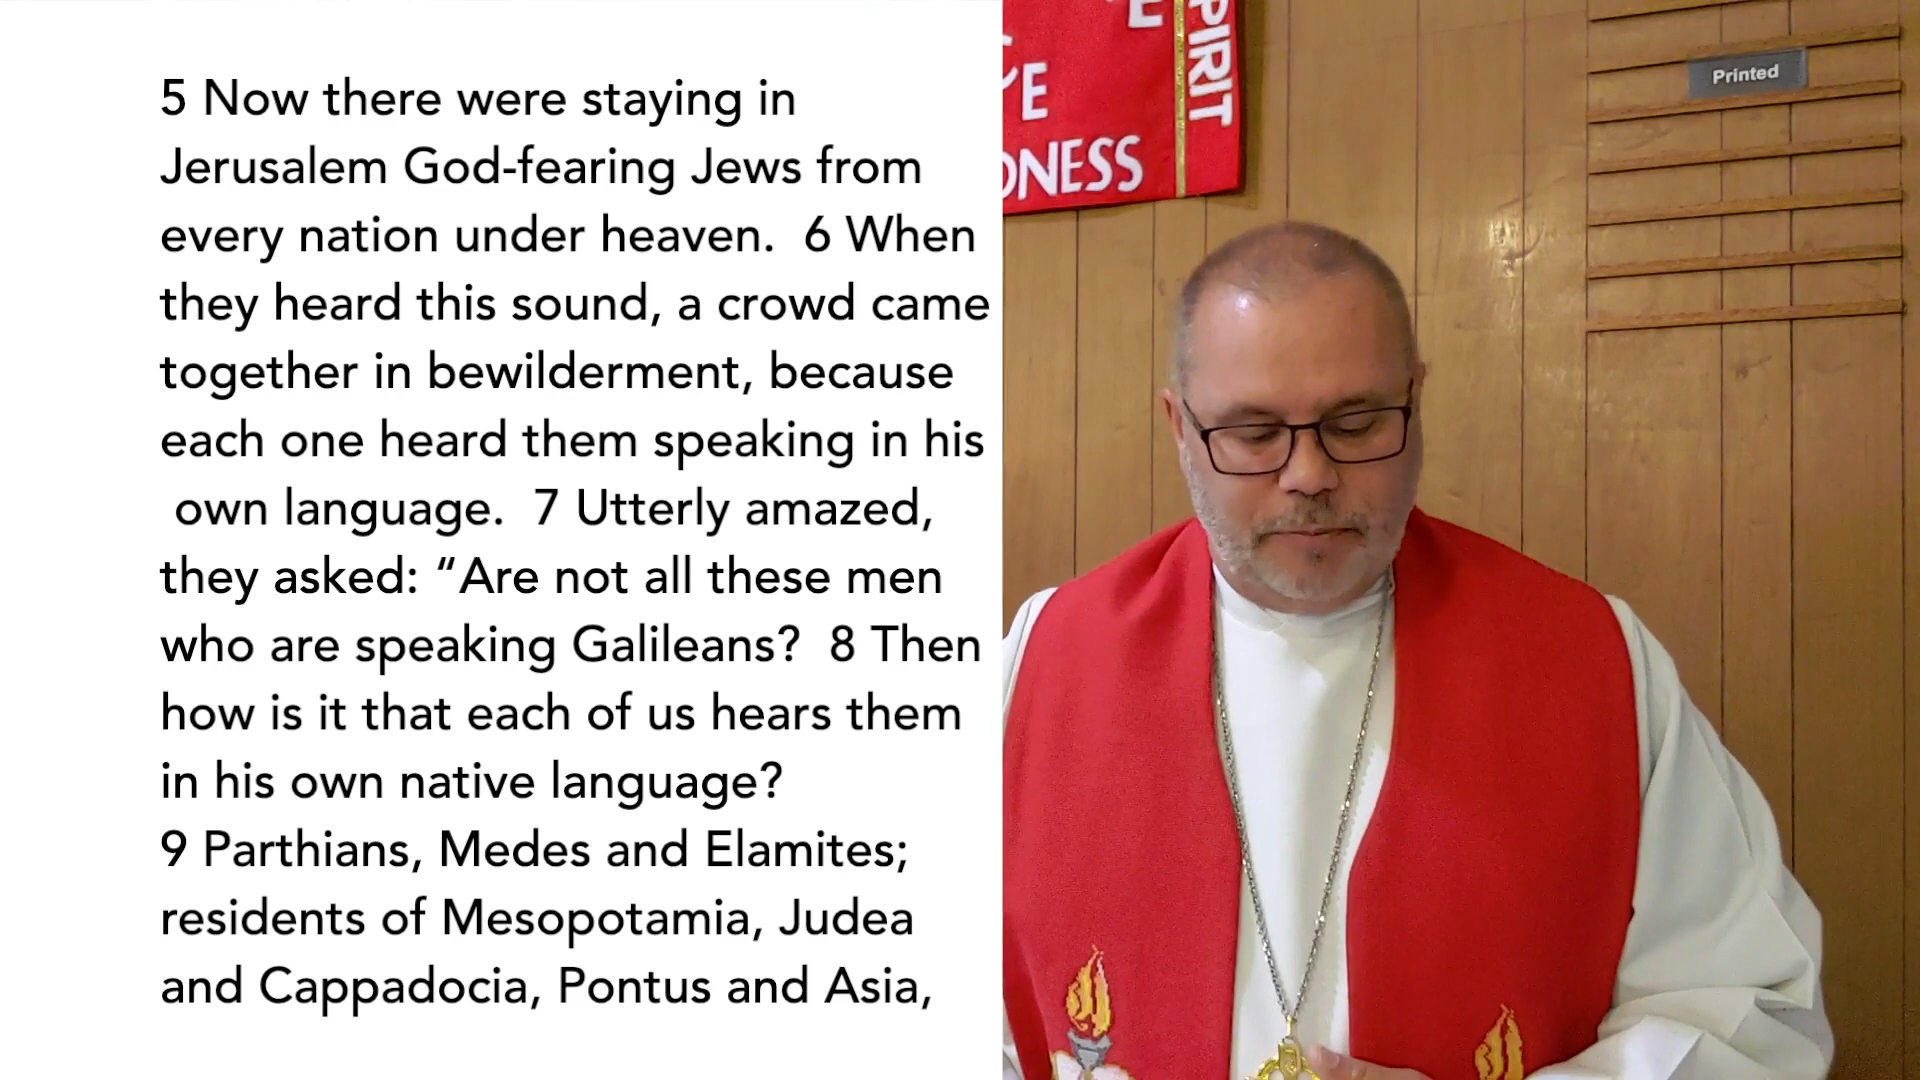 5 Now there were staying in
Jerusalem God-fearing Jews from
every nation under heaven.  6 When
they heard this sound, a crowd came
together in bewilderment, because
each one heard them speaking in his
own language.  7 Utterly amazed,
they asked: “Are not all these men
who are speaking Galileans?  8 Then
how is it that each of us hears them
in his own native language?
9 Parthians, Medes and Elamites;
residents of Mesopotamia, Judea
and Cappadocia, Pontus and Asia,
PIRIT
E
DNESS
Printed